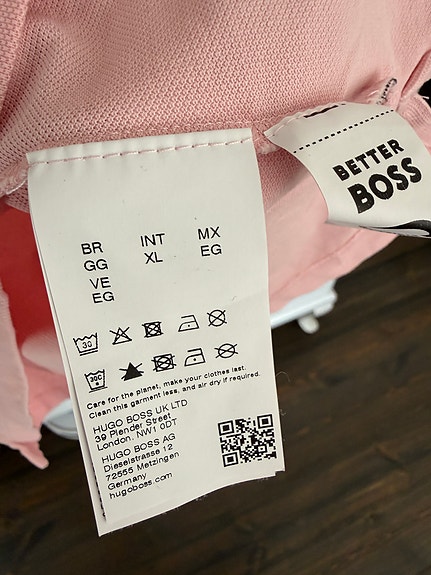 BETTER
BOSS
BR INT MX
GG XL EG
VE
EG
30
30C
Care for the planet, make your clothes last.
Clean this garment less, and air dry if required.
HUGO BOSS UK LTD
39 Plender Street
London. NW1 0DT
HUGO BOSS AG
Dieselstrasse 12
72555 Metzingen
Germany
hugoboss.com